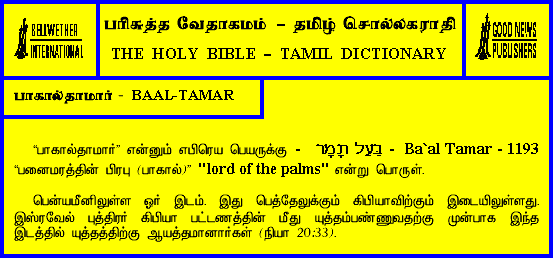 BELLWETHER
INTERNATIONAL
பரிசுத்த வேதாகமம் – தமிழ் சொல்லகராதி
THE HOLY BIBLE – TAMIL DICTIONARY
GOOD NEWS
PUBLISHERS
பாகால்தாமார் - BAAL-TAMAR
“பாகால்தாமார்” என்னும் எபிரெய பெயருக்கு - בַּעַל תָּמָר - Ba`al Tamar - 1193
“பனைமரத்தின் பிரபு (பாகால்)” "lord of the palms" என்று பொருள்.
பென்யமீனிலுள்ள ஓர் இடம். இது பெத்தேலுக்கும் கிபியாவிற்கும் இடையிலுள்ளது.
இஸ்ரவேல் புத்திரர் கிபியா பட்டணத்தின் மீது யுத்தம்பண்ணுவதற்கு முன்பாக இந்த
இடத்தில் யுத்தத்திற்கு ஆயத்தமானார்கள் (நியா 20:33).